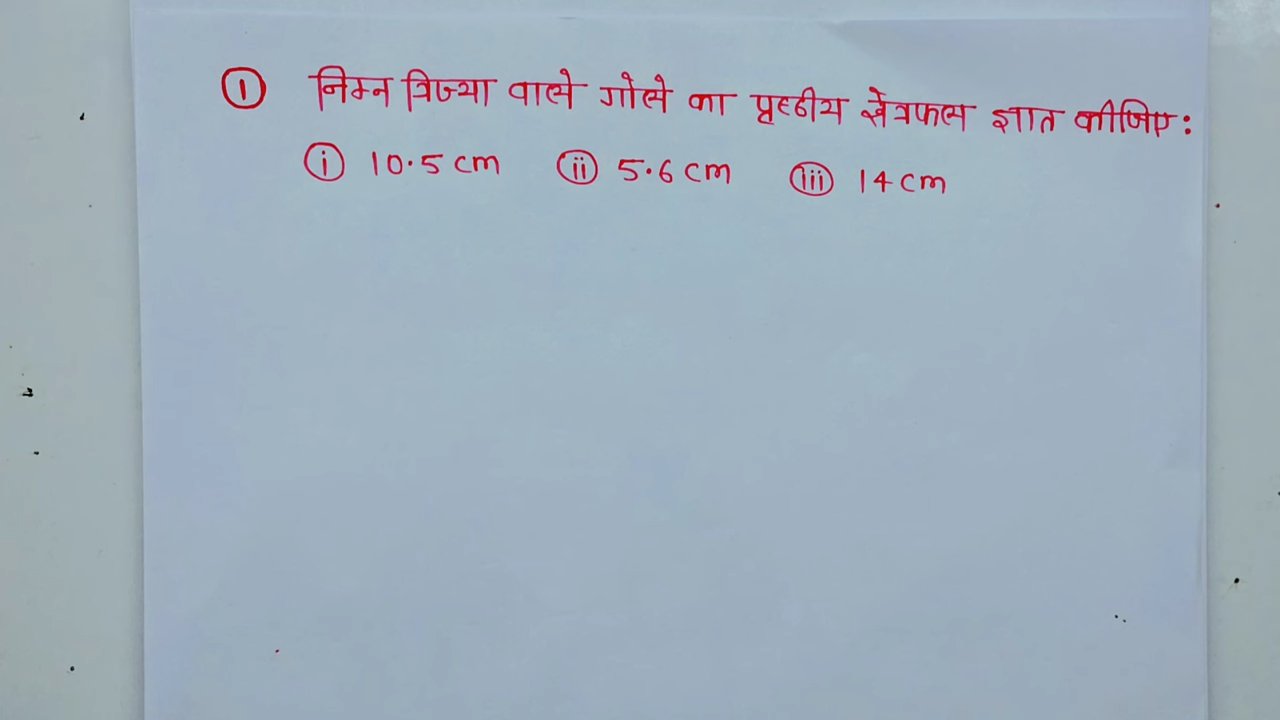 ① निम्न त्रिज्या वाले गोले का पृष्ठीय क्षेत्रफल ज्ञात कीजिए :
ⓘ 10.5 cm ⓘⓘ 5.6 cm ⓘⓘⓘ 14 cm